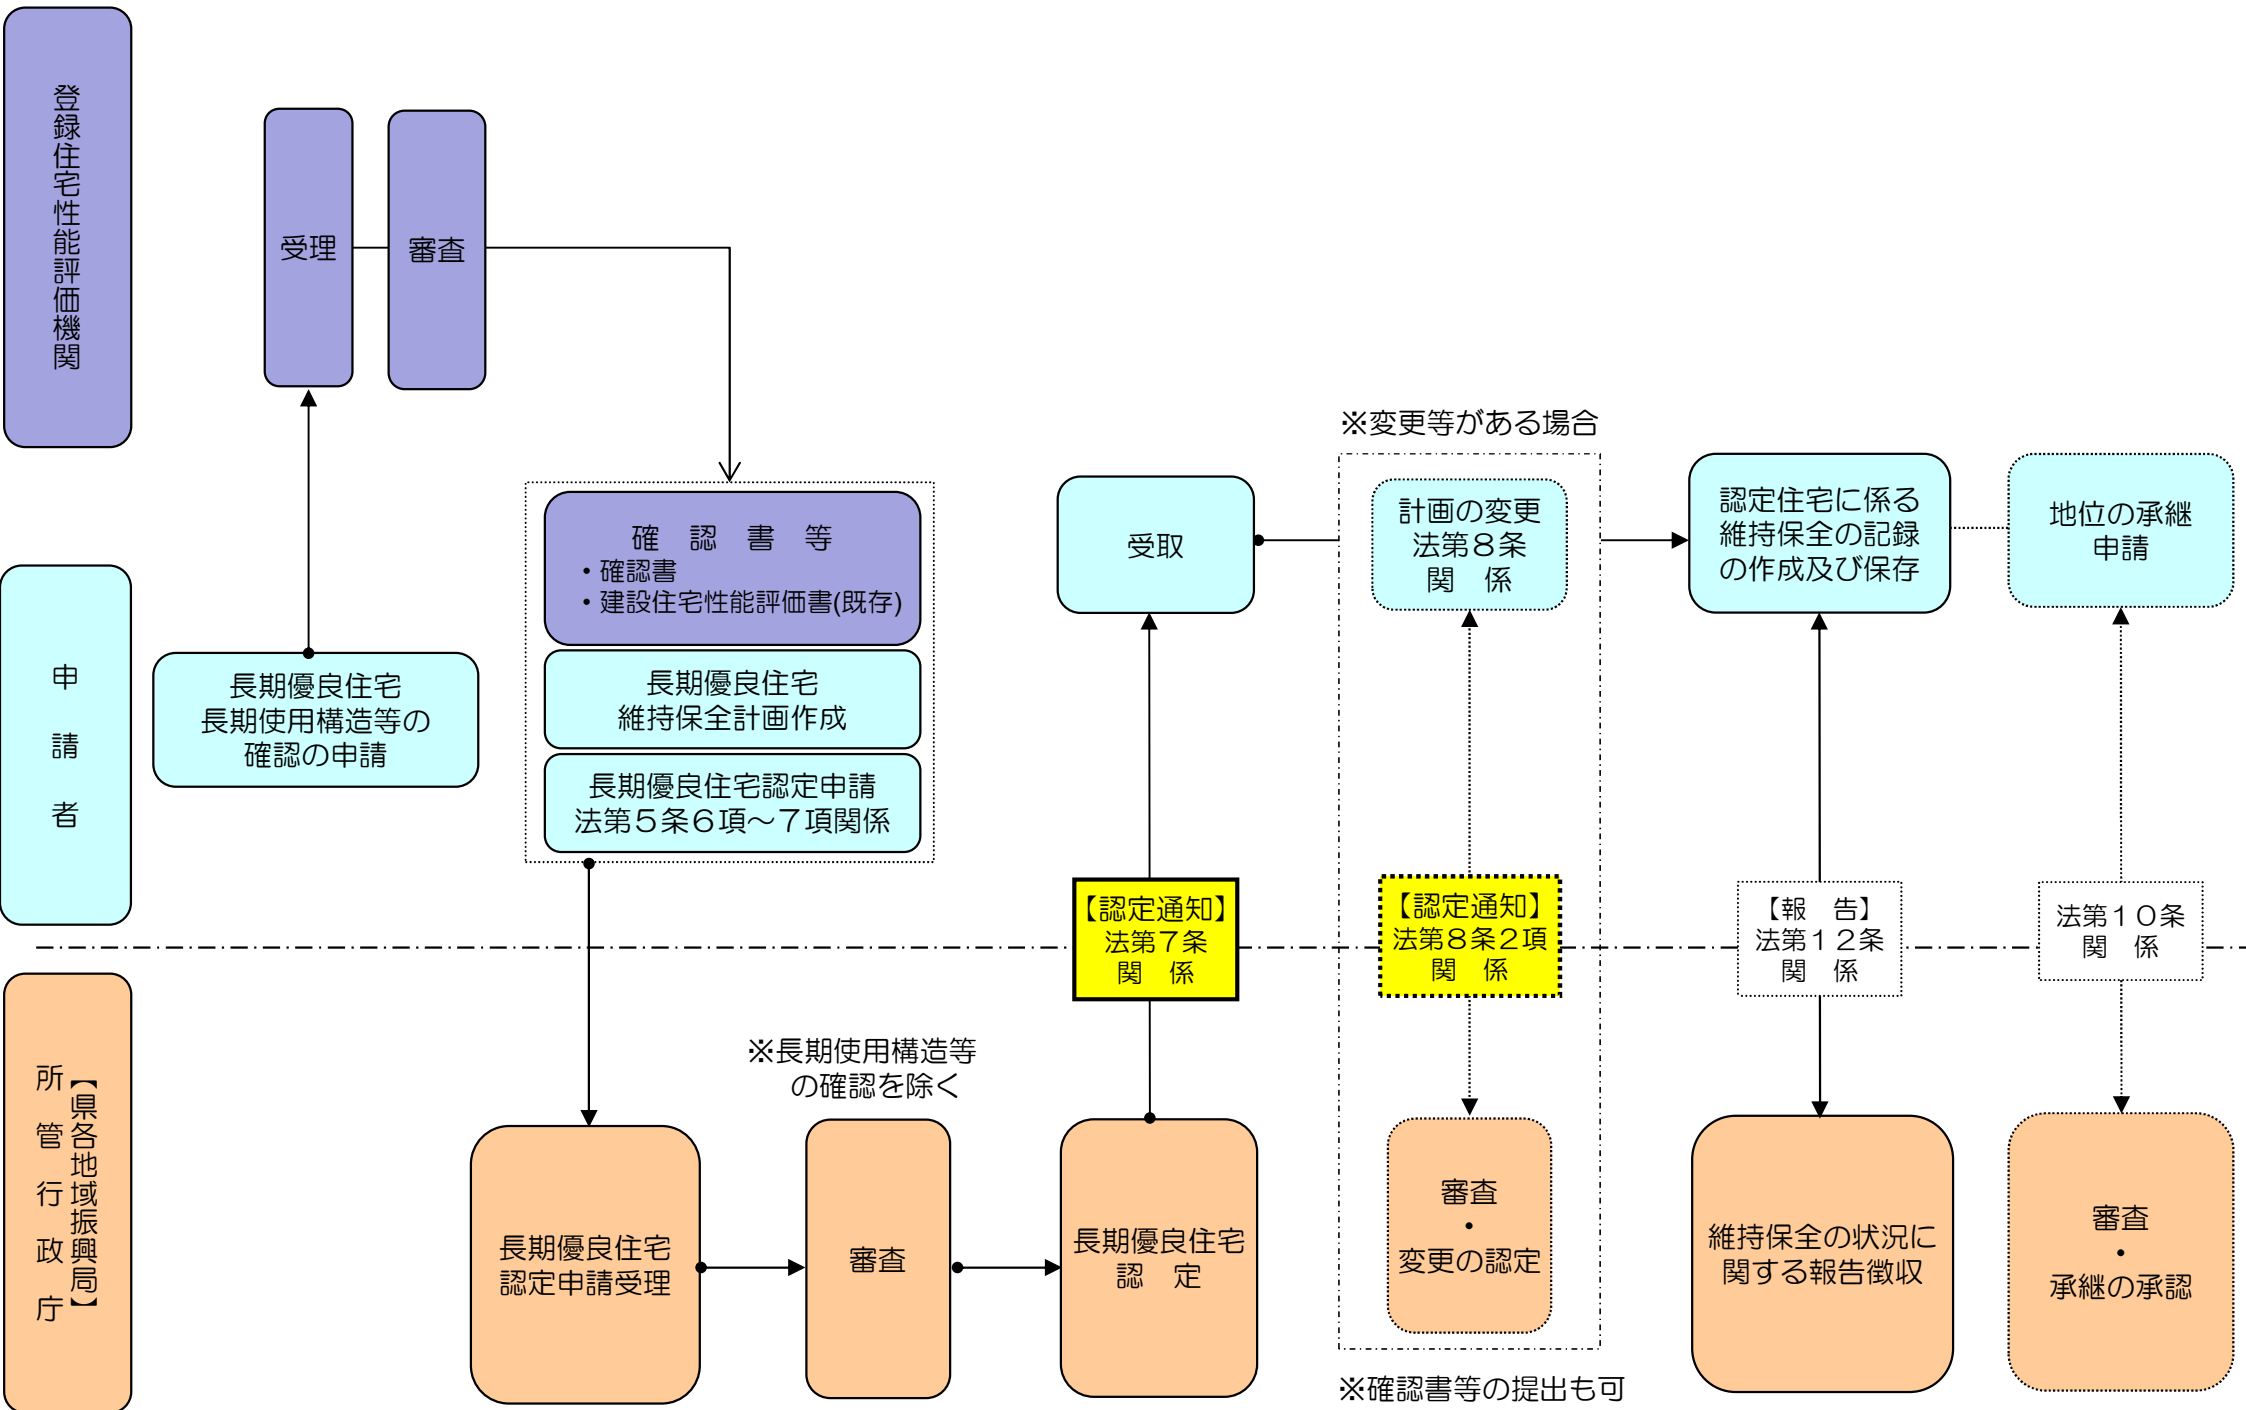 登録住宅性能評価機関
受理
審査
※変更等がある場合
確　認　書　等
・確認書
・建設住宅性能評価書(既存)
受取
計画の変更
法第８条
関　係
認定住宅に係る
維持保全の記録
の作成及び保存
地位の承継
申請
申請者
長期優良住宅
長期使用構造等の
確認の申請
長期優良住宅
維持保全計画作成
長期優良住宅認定申請
法第５条６項～７項関係
【認定通知】
法第７条
関　係
【認定通知】
法第８条２項
関　係
【報　告】
法第１２条
関　係
法第１０条
関　係
所管行政庁
【県各地域振興局】
※長期使用構造等
の確認を除く
長期優良住宅
認定申請受理
審査
長期優良住宅
認　定
審査
・
変更の認定
維持保全の状況に
関する報告徴収
審査
・
承継の承認
※確認書等の提出も可